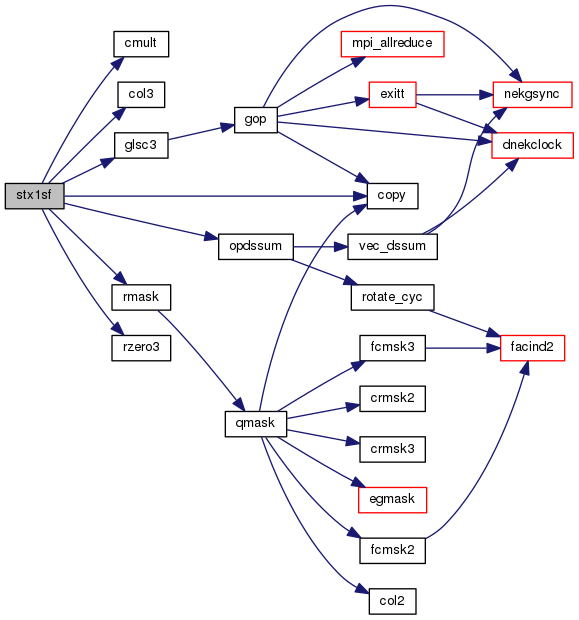 cmult
mpi_allreduce
col3
exitt
nekgsync
gop
glsc3
dnekclock
stx1sf
copy
opdssum
vec_dssum
rmask
rotate_cyc
rzero3
fcmsk3
facind2
crmsk2
qmask
crmsk3
egmask
fcmsk2
col2